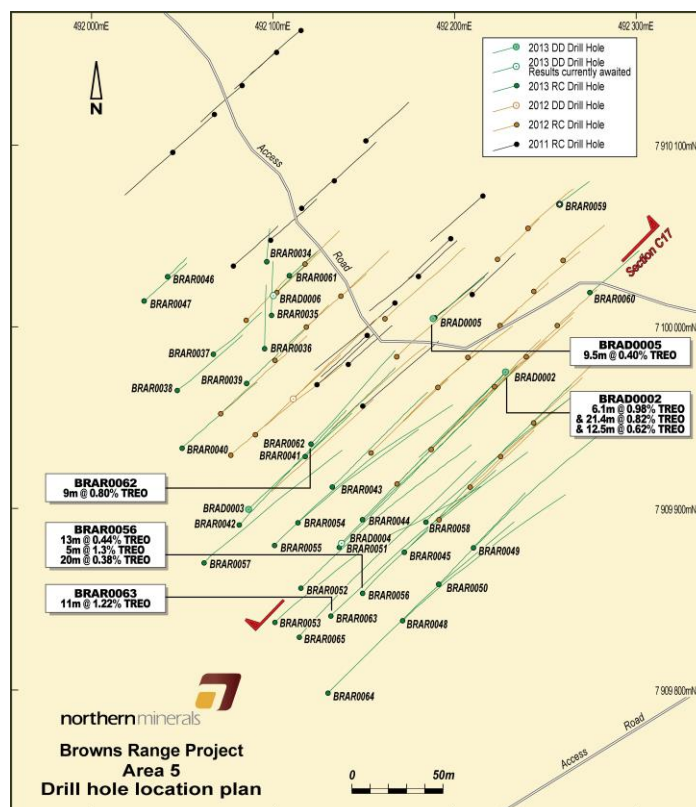 492 000mE
492 100mE
492 200mE
492 300mE
N
2013 DD Drill Hole
2013 DD Drill Hole
Results currently awaited
2013 RC Drill Hole
2012 DD Drill Hole
2012 RC Drill Hole
2011 RC Drill Hole
7 910 100mN
Access
Road
BRAR0059
Section C17
BRAR0034
BRAR0046
BRAR0061
BRAR0047
BRAD0006
BRAR0060
BRAR0035
BRAD0005
7 910 000mN
BRAR0036
BRAR0037
BRAD0005
9.5m @ 0.40% TREO
BRAR0038
BRAR0039
BRAD0002
BRAD0002
6.1m @ 0.98% TREO
& 21.4m @ 0.82% TREO
& 12.5m @ 0.62% TREO
BRAR0040
BRAR0062
BRAR0041
BRAR0062
9m @ 0.80% TREO
BRAR0043
BRAD0003
7 909 900mN
BRAR0042
BRAR0054
BRAR0044
BRAR0058
BRAR0056
13m @ 0.44% TREO
5m @ 1.3% TREO
20m @ 0.38% TREO
BRAD0004
BRAR0055
BRAR0051
BRAR0045
BRAR0049
BRAR0057
BRAR0052
BRAR0056
BRAR0050
BRAR0063
11m @ 1.22% TREO
BRAR0053
BRAR0063
BRAR0048
BRAR0065
BRAR0064
7 909 800mN
northernminerals
Browns Range Project
Area 5
Drill hole location plan
0 50m
Access Road